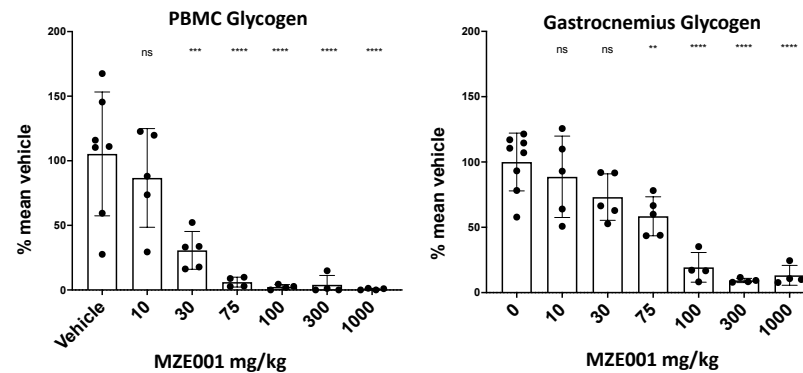 PBMC Glycogen
ns *** **** **** **** ****
200
150
100
50
0
% mean vehicle
Vehicle 10 30 75 100 300 1000
MZE001 mg/kg
Gastrocnemius Glycogen
ns ns ** **** **** ****
200
150
100
50
0
% mean vehicle
0 10 30 75 100 300 1000
MZE001 mg/kg